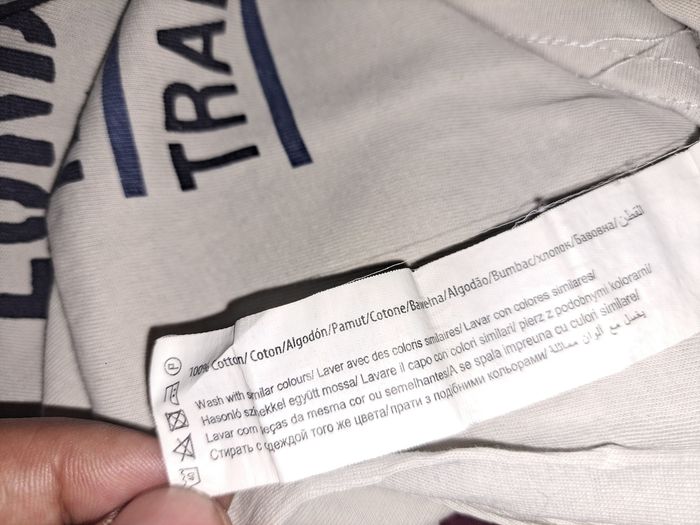 LONIA
TRA
100% Cotton/ Coton/Algodón/Pamut/Cotone/Bawełna/Algodão/Bumbac/хлопок/Бавовна/القطن
Wash with similar colours/ Laver avec des coloris similaires/ Lavar con colores similares/
Hasonló színekkel együtt mossa/ Lavare il capo con colori similari/ pierz z podobnymi kolorami/
Lavar com peças da mesma cor ou semelhantes/A se spala impreuna cu culori similare/
Стирать с одеждой того же цвета/ прати з подібними кольорами/ يغسل مع ألوان مماثلة